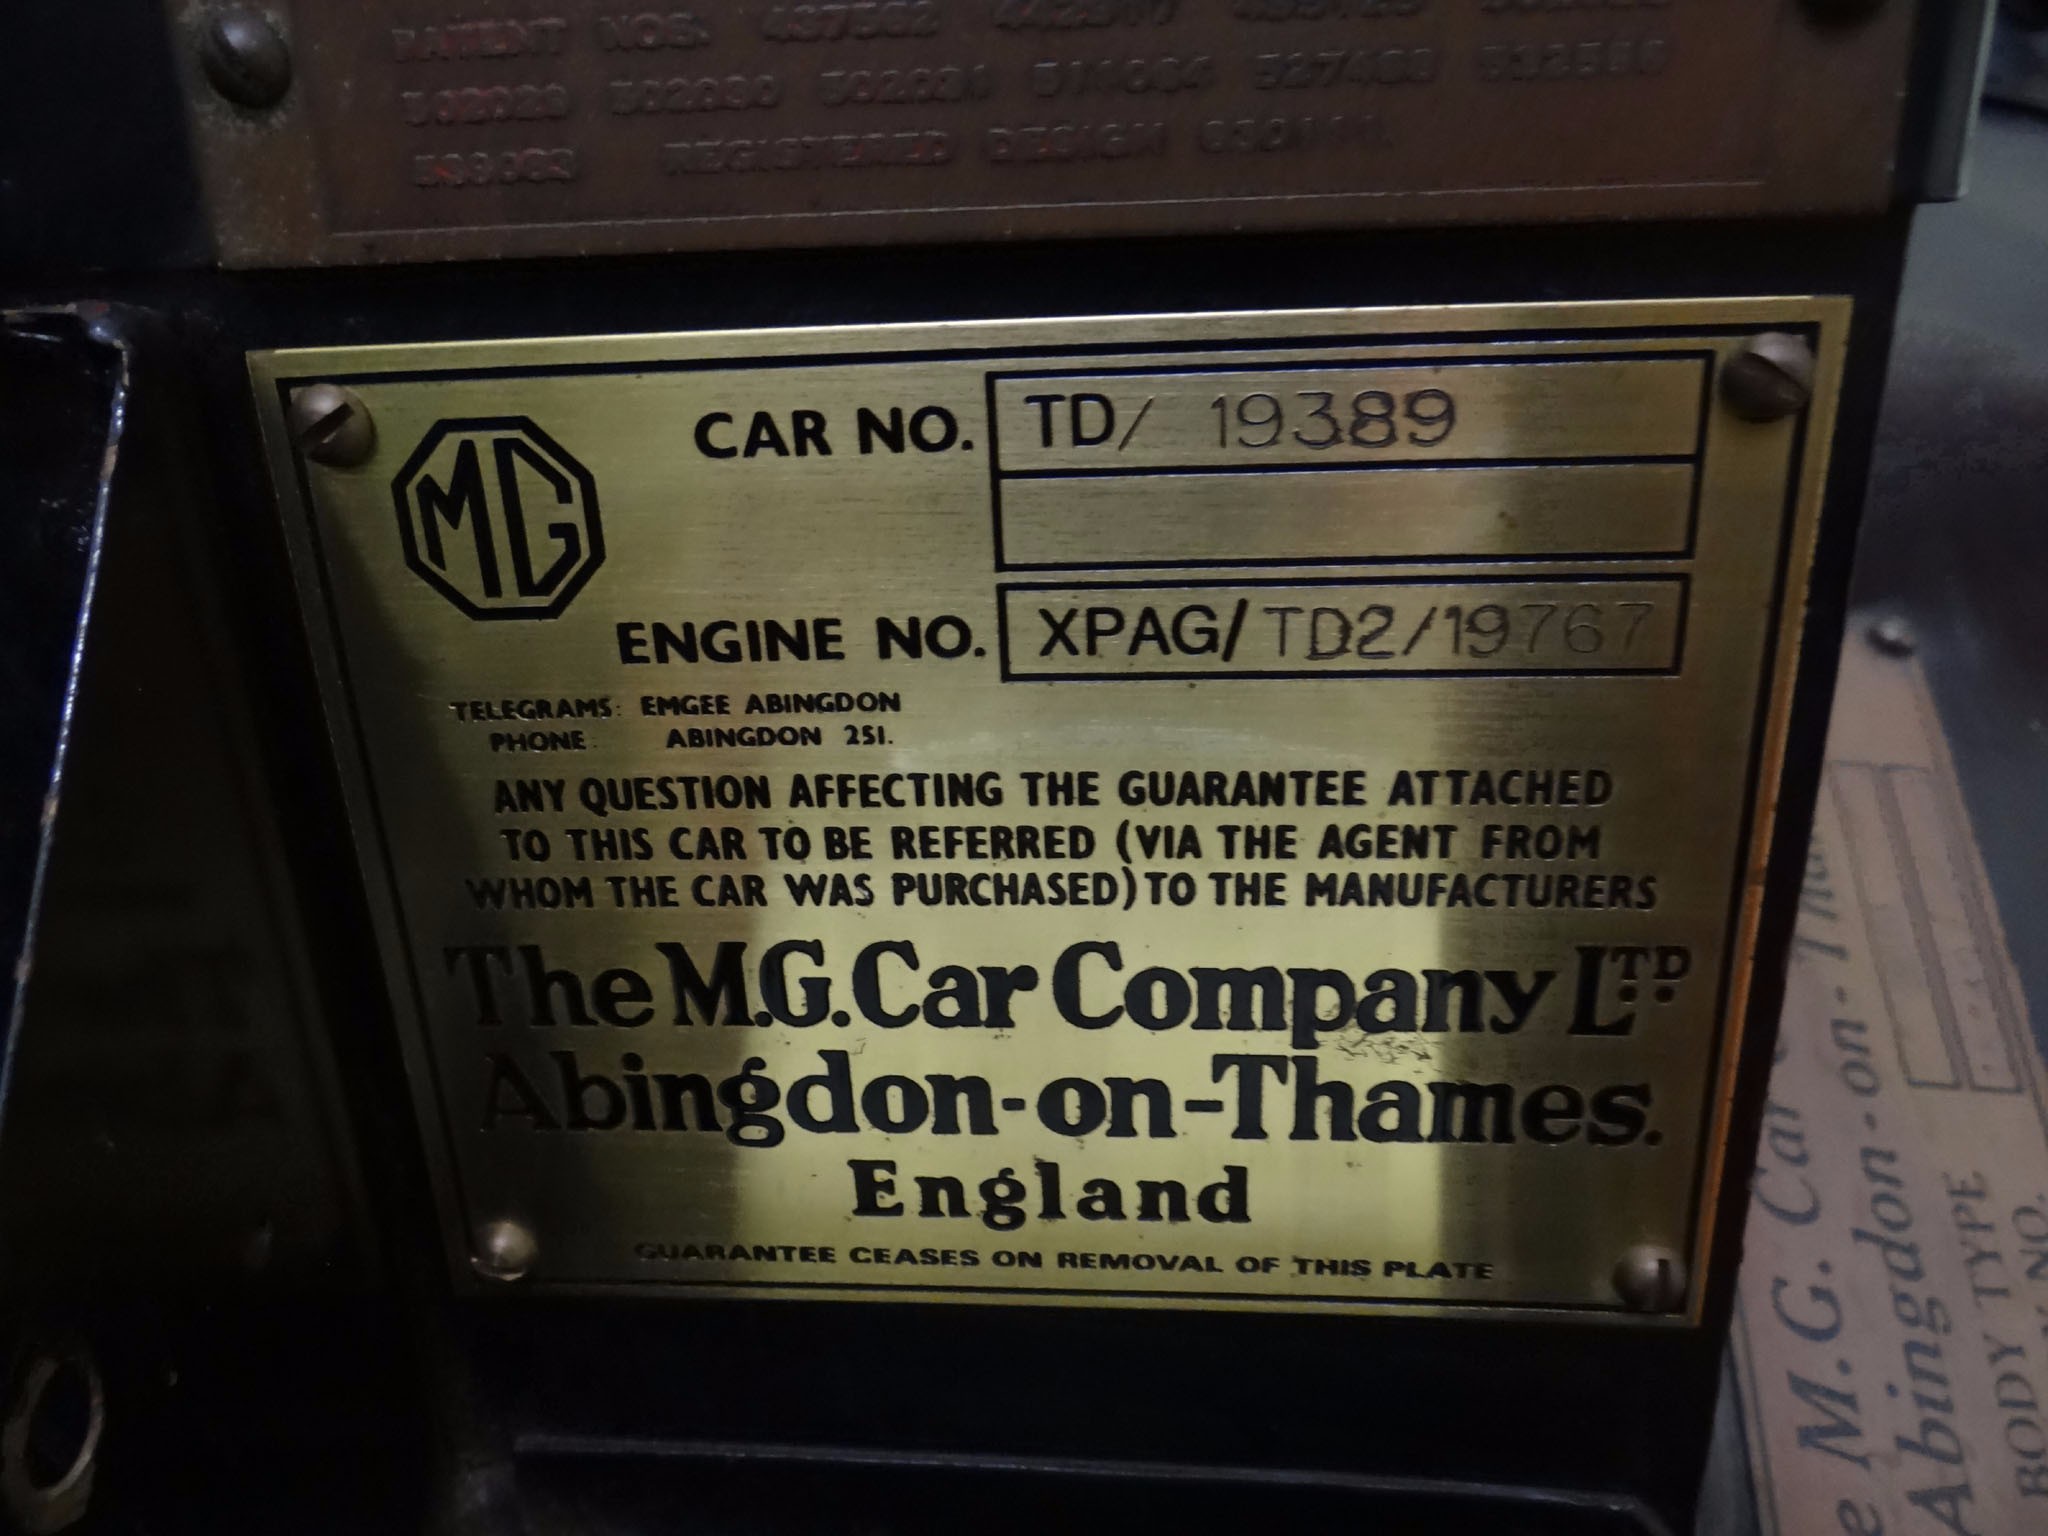 PATENT NOS.
REGISTERED DESIGN
MG
CAR NO. TD/ 19389
ENGINE NO. XPAG/TD2/19767
TELEGRAMS: EMGEE ABINGDON
PHONE: ABINGDON 251.
ANY QUESTION AFFECTING THE GUARANTEE ATTACHED
TO THIS CAR TO BE REFERRED (VIA THE AGENT FROM
WHOM THE CAR WAS PURCHASED) TO THE MANUFACTURERS
The M.G. Car Company LTD
Abingdon-on-Thames.
England
GUARANTEE CEASES ON REMOVAL OF THIS PLATE
M.G. Car
Abingdon-on-
BODY TYPE
NO.